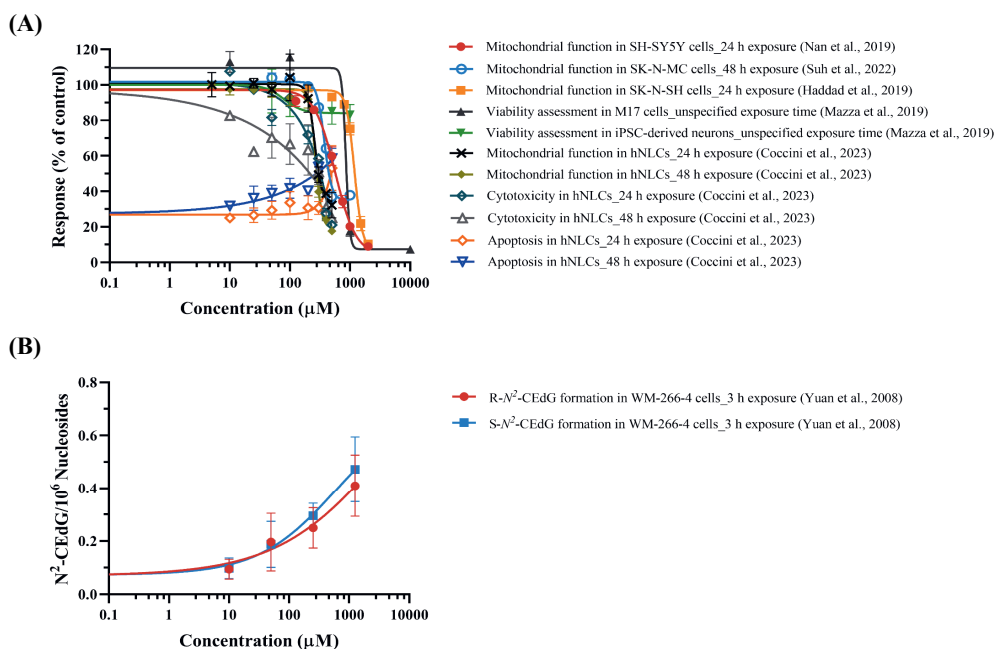 (A)
Response (% of control)
140
120
100
80
60
40
20
0
0.1 1 10 100 1000 10000
Concentration (µM)
Mitochondrial function in SH-SY5Y cells_24 h exposure (Nan et al., 2019)
Mitochondrial function in SK-N-MC cells_48 h exposure (Suh et al., 2022)
Mitochondrial function in SK-N-SH cells_24 h exposure (Haddad et al., 2019)
Viability assessment in M17 cells_unspecified exposure time (Mazza et al., 2019)
Viability assessment in iPSC-derived neurons_unspecified exposure time (Mazza et al., 2019)
Mitochondrial function in hNLCs_24 h exposure (Coccini et al., 2023)
Mitochondrial function in hNLCs_48 h exposure (Coccini et al., 2023)
Cytotoxicity in hNLCs_24 h exposure (Coccini et al., 2023)
Cytotoxicity in hNLCs_48 h exposure (Coccini et al., 2023)
Apoptosis in hNLCs_24 h exposure (Coccini et al., 2023)
Apoptosis in hNLCs_48 h exposure (Coccini et al., 2023)
(B)
N²-CEdG/10⁶ Nucleosides
0.8
0.6
0.4
0.2
0.0
0.1 1 10 100 1000 10000
Concentration (µM)
R-N²-CEdG formation in WM-266-4 cells_3 h exposure (Yuan et al., 2008)
S-N²-CEdG formation in WM-266-4 cells_3 h exposure (Yuan et al., 2008)